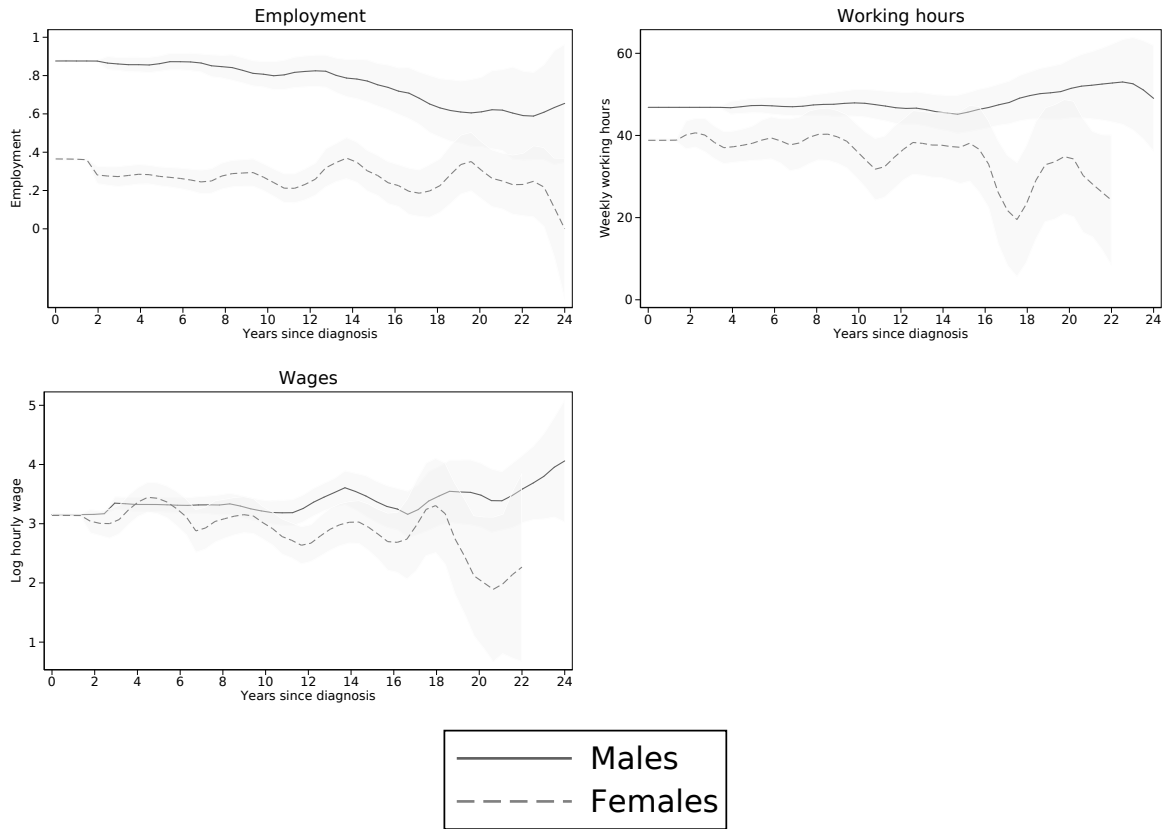 Employment
Employment
1
.8
.6
.4
.2
0
0 2 4 6 8 10 12 14 16 18 20 22 24
Years since diagnosis
Working hours
Weekly working hours
60
40
20
0
0 2 4 6 8 10 12 14 16 18 20 22 24
Years since diagnosis
Wages
Log hourly wage
5
4
3
2
1
0 2 4 6 8 10 12 14 16 18 20 22 24
Years since diagnosis
Males
Females